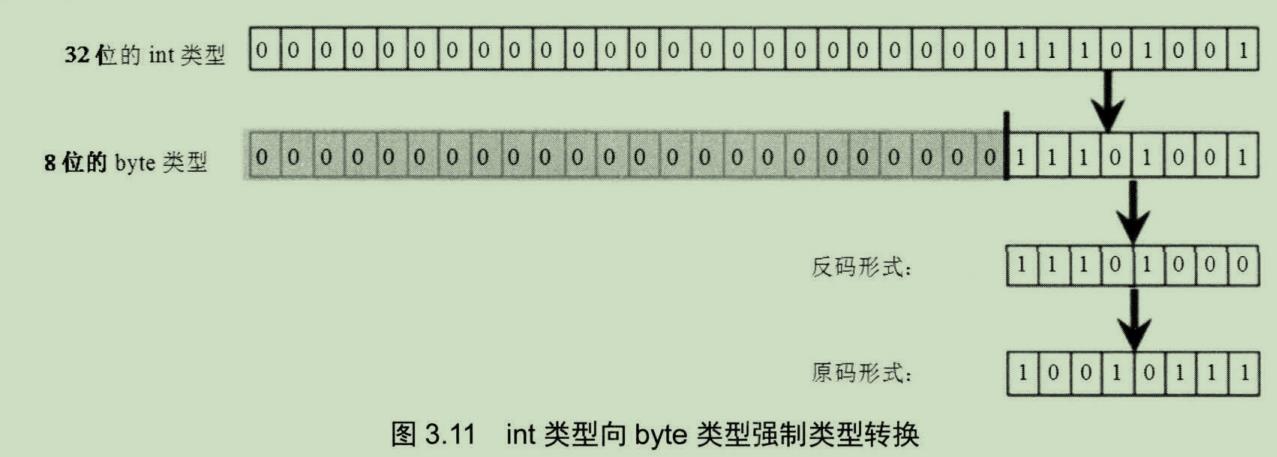 32位的 int 类型 0 0 0 0 0 0 0 0 0 0 0 0 0 0 0 0 0 0 0 0 0 0 0 0 1 1 1 0 1 0 0 1
8位的 byte 类型 0 0 0 0 0 0 0 0 0 0 0 0 0 0 0 0 0 0 0 0 0 0 0 0 1 1 1 0 1 0 0 1
反码形式： 1 1 1 0 1 0 0 0
原码形式： 1 0 0 1 0 1 1 1
图 3.11 int 类型向 byte 类型强制类型转换